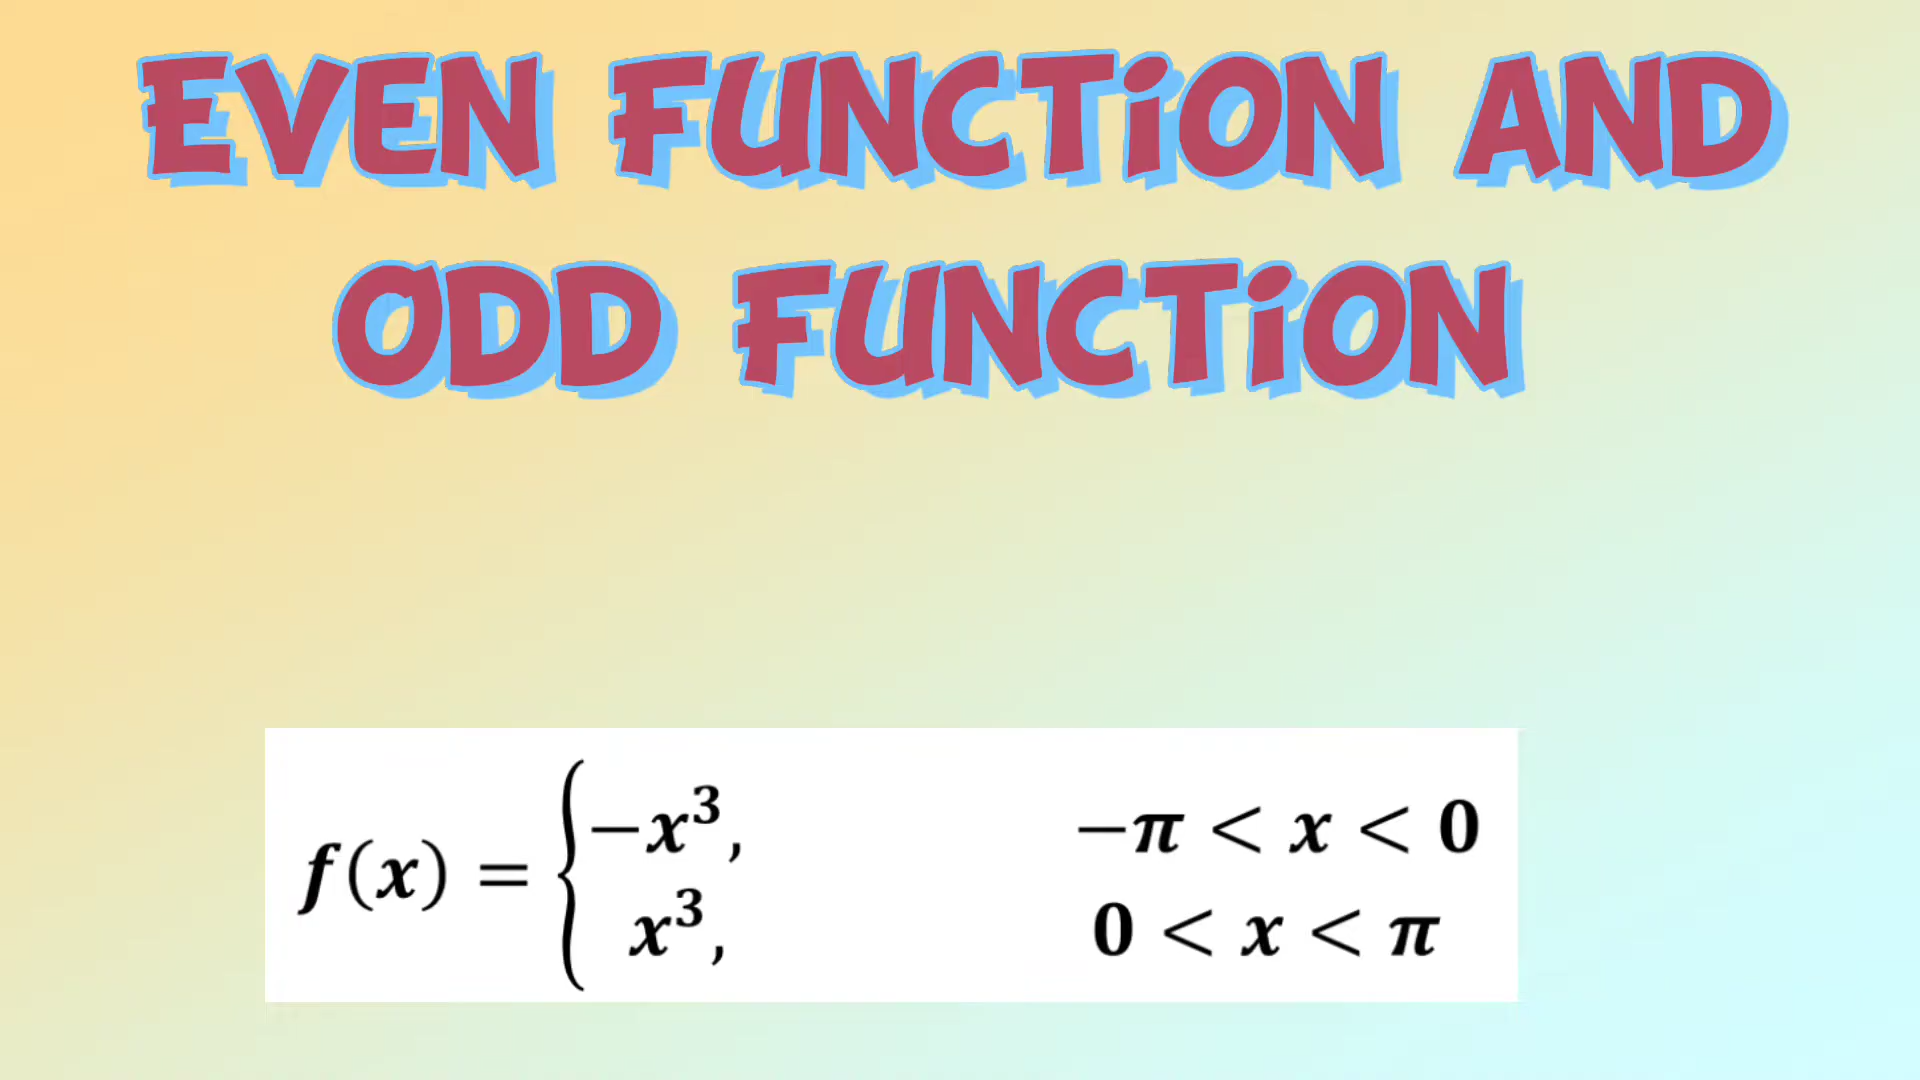 EVEN FUNCTION AND
ODD FUNCTION
f(x) = { −x³, −π < x < 0
x³, 0 < x < π